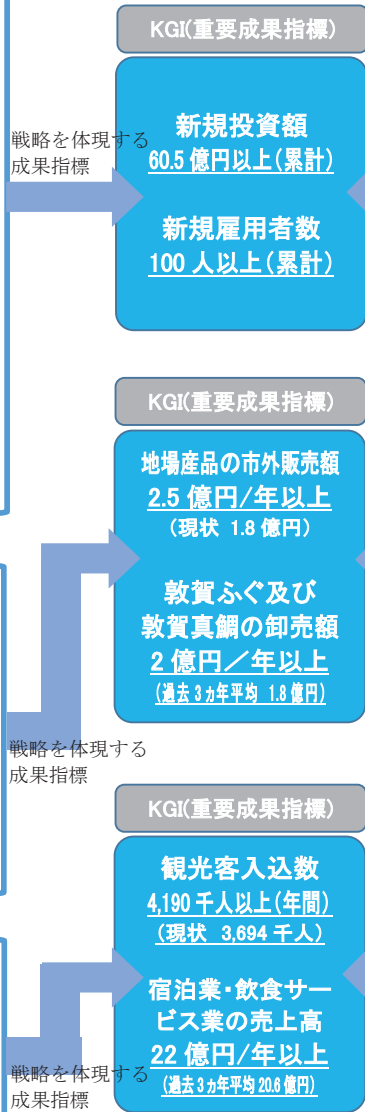 KGI(重要成果指標)
戦略を体現する
成果指標
新規投資額
60.5 億円以上(累計)
新規雇用者数
100 人以上(累計)
KGI(重要成果指標)
地場産品の市外販売額
2.5 億円/年以上
(現状 1.8 億円)
敦賀ふぐ及び
敦賀真鯛の卸売額
2 億円／年以上
(過去 3ヵ年平均 1.8 億円)
戦略を体現する
成果指標
KGI(重要成果指標)
観光客入込数
4,190 千人以上(年間)
(現状 3,694 千人)
宿泊業・飲食サー
ビス業の売上高
22 億円/年以上
(過去 3ヵ年平均 20.6 億円)
戦略を体現する
成果指標